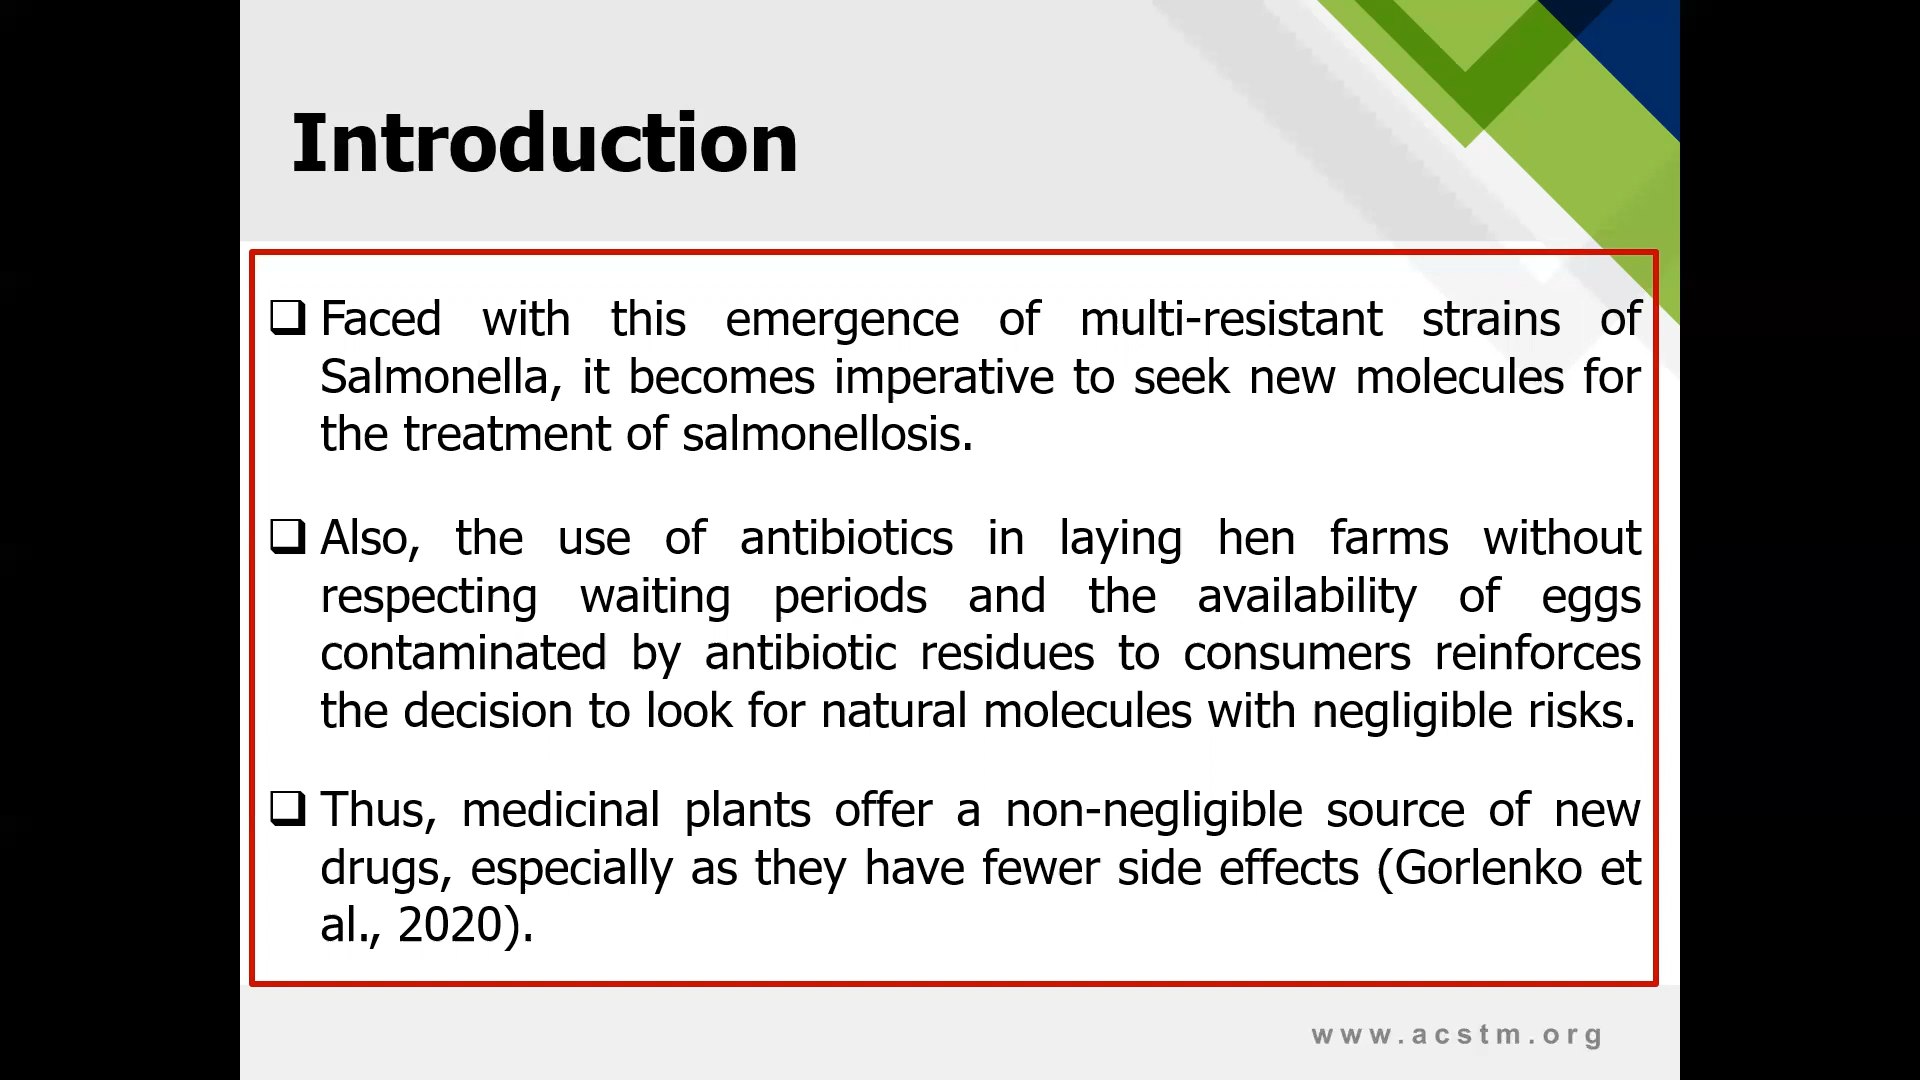 Introduction
❑ Faced with this emergence of multi-resistant strains of
Salmonella, it becomes imperative to seek new molecules for
the treatment of salmonellosis.
❑ Also, the use of antibiotics in laying hen farms without
respecting waiting periods and the availability of eggs
contaminated by antibiotic residues to consumers reinforces
the decision to look for natural molecules with negligible risks.
❑ Thus, medicinal plants offer a non-negligible source of new
drugs, especially as they have fewer side effects (Gorlenko et
al., 2020).
www.acstm.org